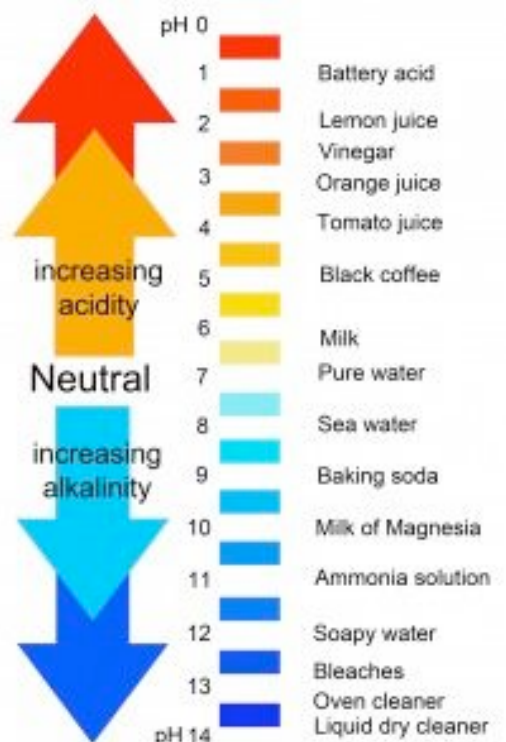 pH 0
1
Battery acid
2
Lemon juice
Vinegar
3
Orange juice
4
Tomato juice
increasing
acidity
5
Black coffee
6
Milk
Neutral
7
Pure water
8
Sea water
increasing
alkalinity
9
Baking soda
10
Milk of Magnesia
11
Ammonia solution
12
Soapy water
Bleaches
13
Oven cleaner
Liquid dry cleaner
pH 14